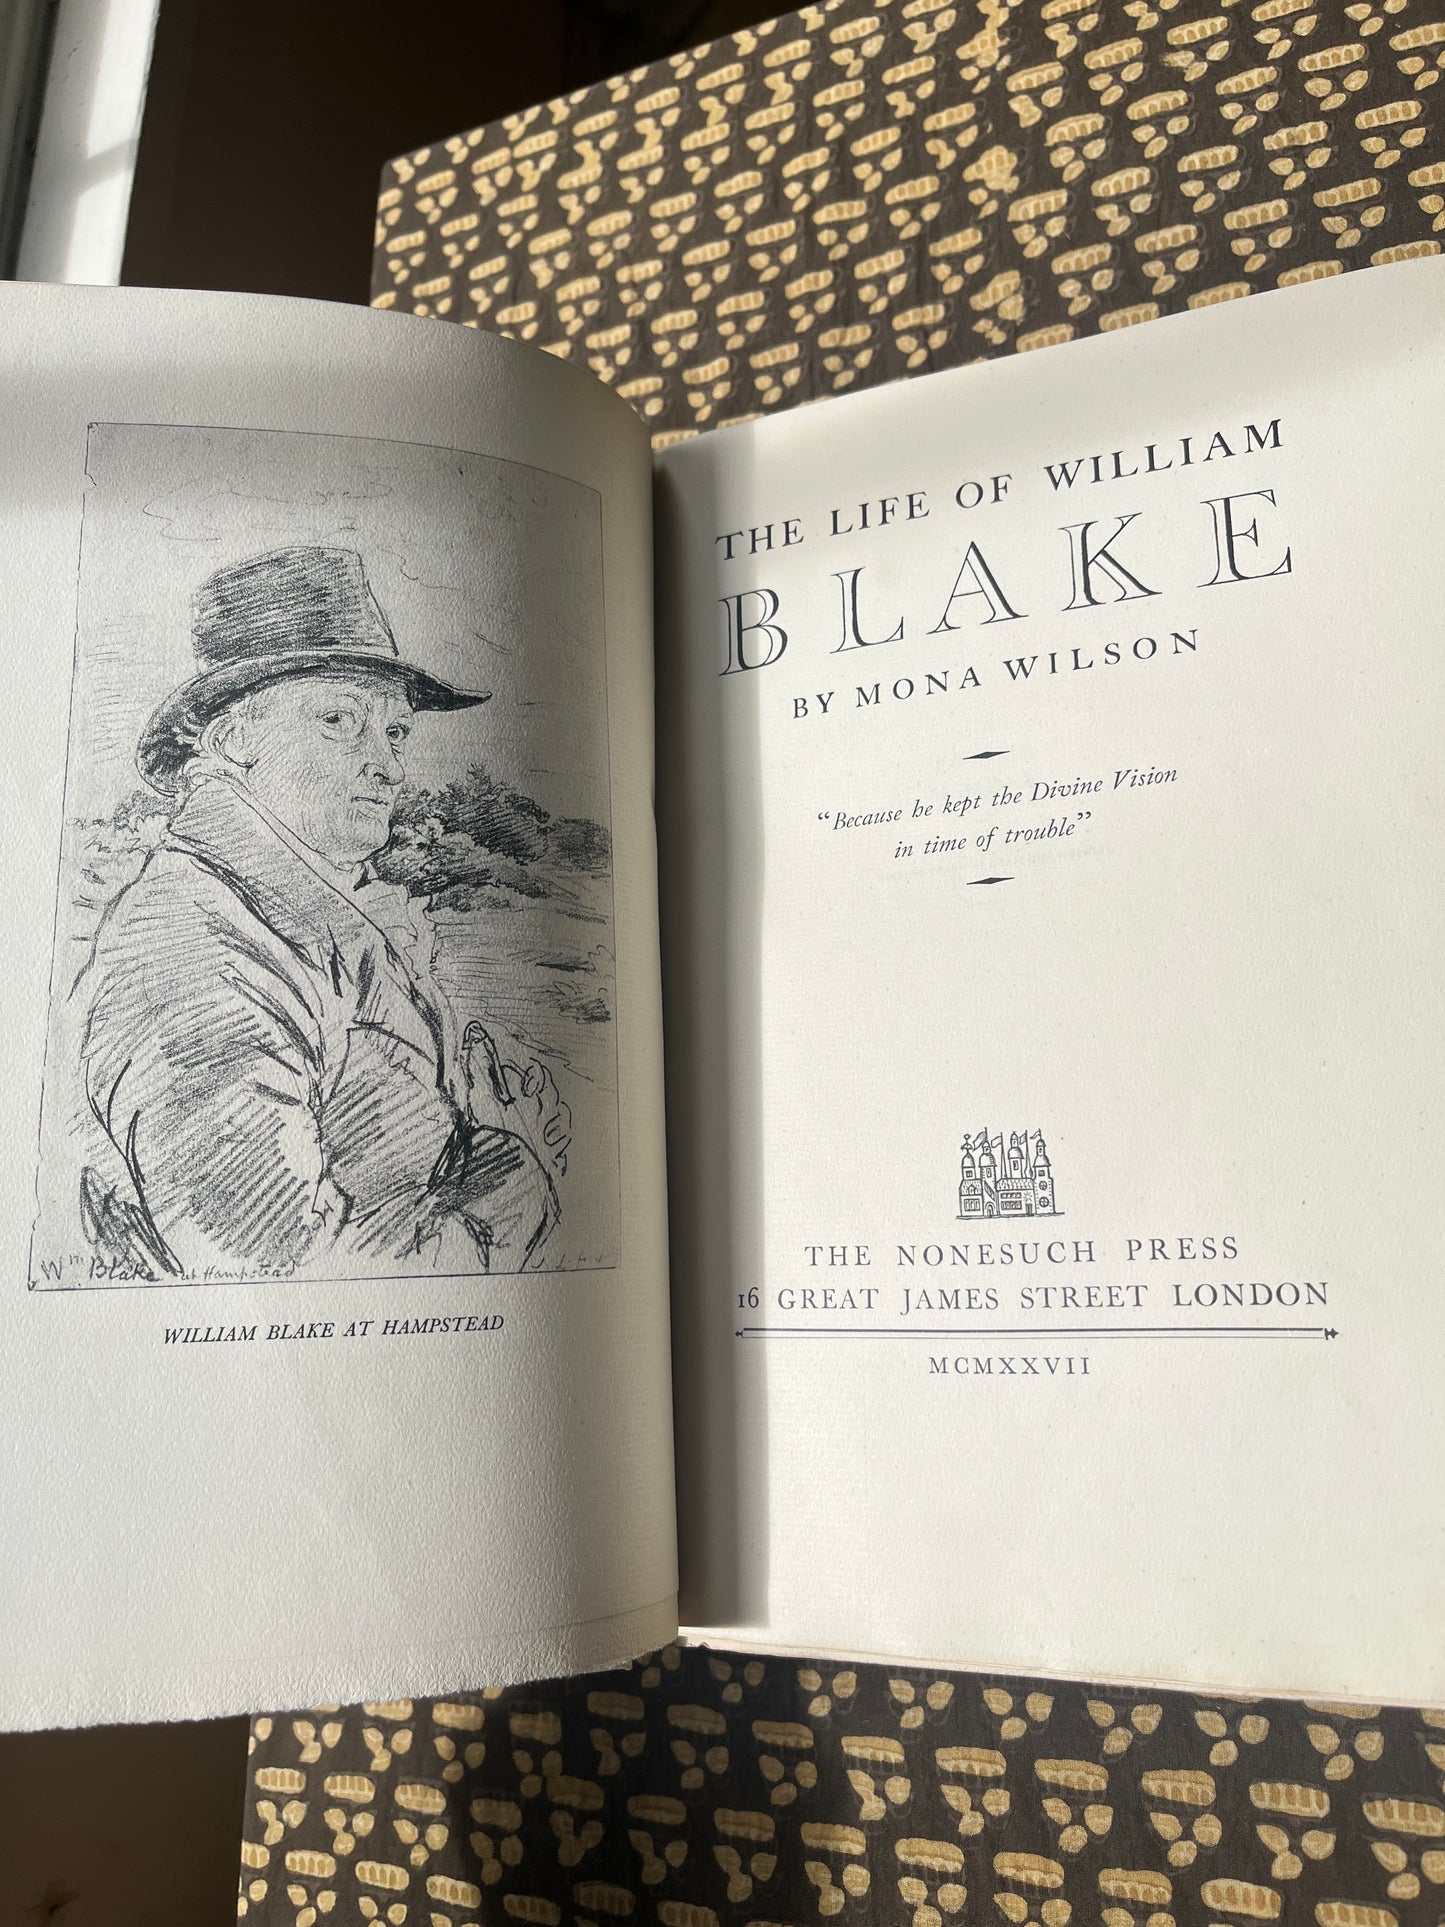 Wm Blake at Hampstead
WILLIAM BLAKE AT HAMPSTEAD
THE LIFE OF WILLIAM
BLAKE
BY MONA WILSON
“Because he kept the Divine Vision
in time of trouble”
THE NONESUCH PRESS
16 GREAT JAMES STREET LONDON
MCMXXVII